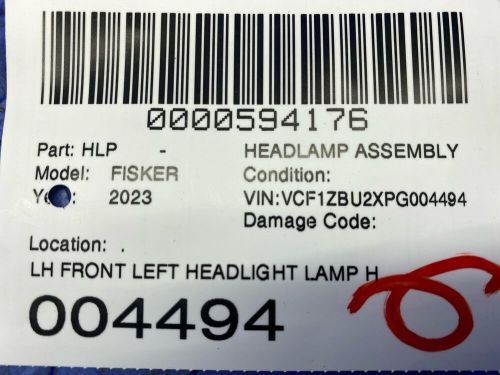 0000594176
Part: HLP - HEADLAMP ASSEMBLY
Model: FISKER Condition:
2023 VIN:VCF1ZBU2XPG004494
Damage Code:
Location: .
LH FRONT LEFT HEADLIGHT LAMP H
004494